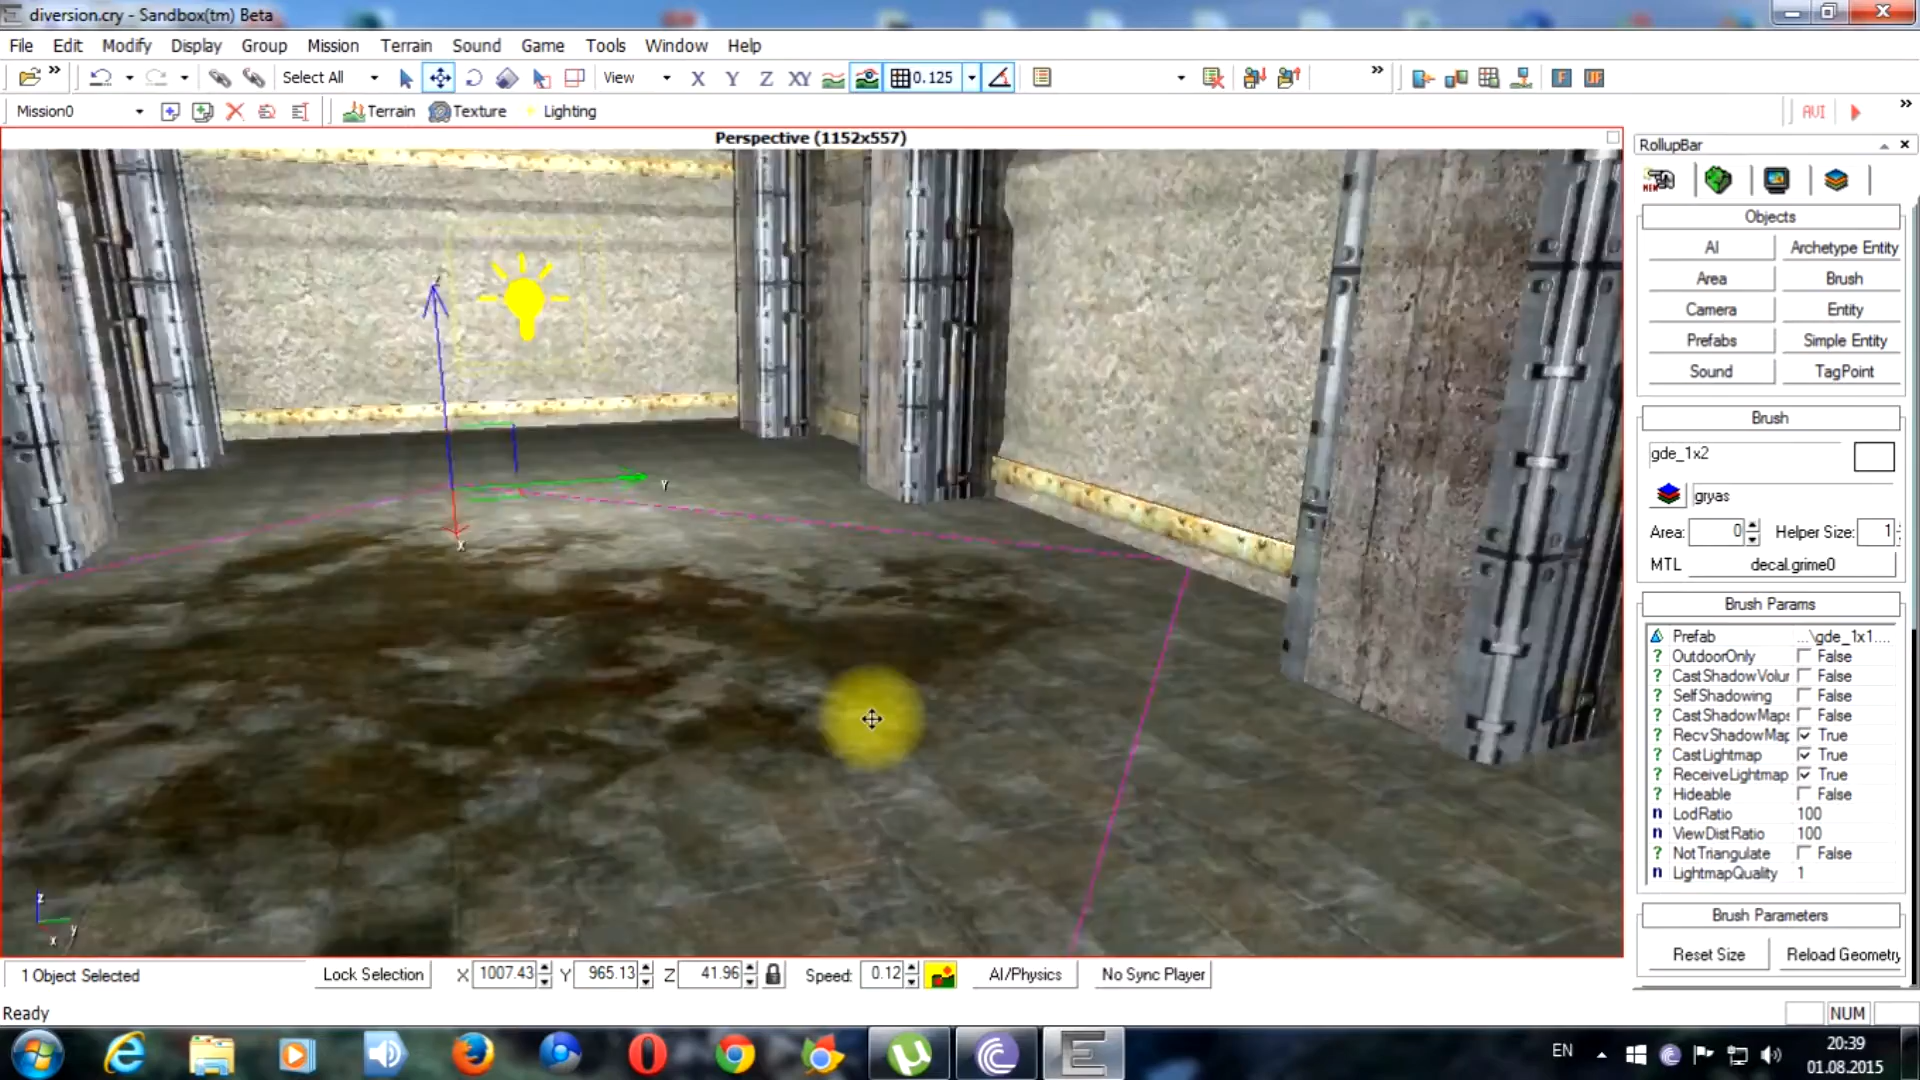 diversion.cry - Sandbox(tm) Beta
File Edit Modify Display Group Mission Terrain Sound Game Tools Window Help
Select All View X Y Z XY 0.125 F UF
Mission0 Terrain Texture Lighting AVI
Perspective (1152x557)
RollupBar
NEW
Objects
AI Archetype Entity
Area Brush
Camera Entity
Prefabs Simple Entity
Sound TagPoint
Brush
gde_1x2
gryas
Area: 0 Helper Size: 1
MTL decal.grime0
Brush Params
Prefab ...\gde_1x1....
OutdoorOnly False
CastShadowVolur False
SelfShadowing False
CastShadowMaps False
RecvShadowMap True
CastLightmap True
ReceiveLightmap True
Hideable False
LodRatio 100
ViewDistRatio 100
NotTriangulate False
LightmapQuality 1
Brush Parameters
Reset Size Reload Geometry
Z
Y
X
z
x y
1 Object Selected Lock Selection X 1007.43 Y 965.13 Z 41.96 Speed: 0.12 AI/Physics No Sync Player
Ready NUM
EN 20:39
01.08.2015